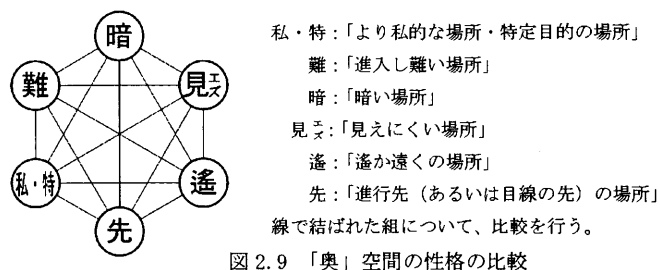 暗
難
見エズ
私・特
遙
先
私・特：「より私的な場所・特定目的の場所」
難：「進入し難い場所」
暗：「暗い場所」
見エズ：「見えにくい場所」
遙：「遙か遠くの場所」
先：「進行先（あるいは目線の先）の場所」
線で結ばれた組について、比較を行う。
図 2.9 「奥」空間の性格の比較